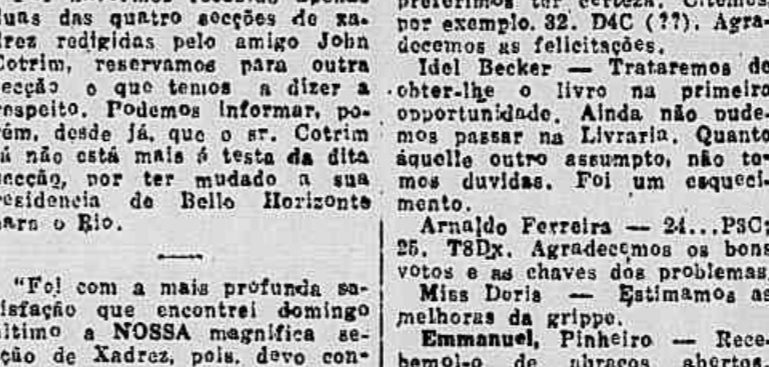 duas das quatro secções de xa-
drez redigidas pelo amigo John
Cotrim, reservamos para outra
secção o que temos a dizer a
respeito. Podemos informar, po-
rém, desde já, que o sr. Cotrim
já não está mais á testa da dita
secção, por ter mudado a sua
residencia de Bello Horizonte
para o Rio.
"Foi com a mais profunda sa-
tisfação que encontrei domingo
ultimo a NOSSA magnifica se-
cção de Xadrez, pois, devo con-
preferimos ter certeza. Citemos,
por exemplo. 32. D4C (??). Agra-
decemos as felicitações.
Idel Becker — Trataremos de
obter-lhe o livro na primeira
opportunidade. Ainda não pude-
mos passar na Livraria. Quanto
áquelle outro assumpto, não te-
mos duvidas. Foi um esqueci-
mento.
Arnaldo Ferreira — 24...P3C;
25. T8Dx. Agradecemos os bons
votos e as chaves dos problemas.
Miss Doris — Estimamos as
melhoras da grippe.
Emmanuel, Pinheiro — Rece-
bemol-o de abraços abertos.